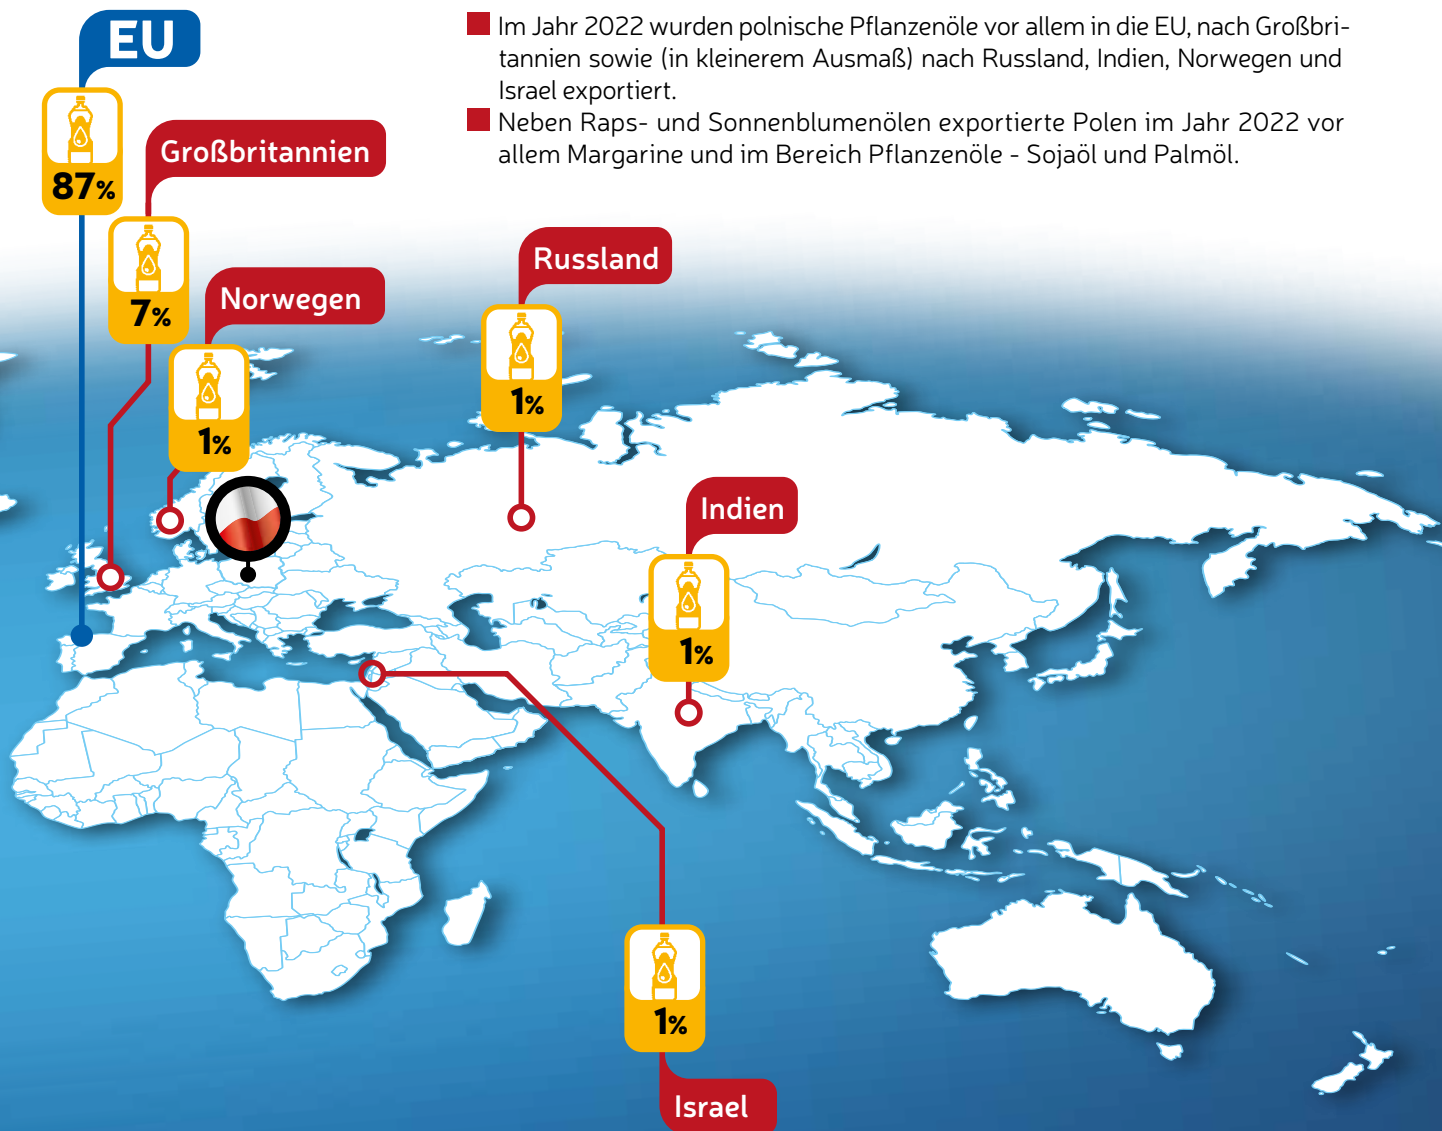 EU
87%
Großbritannien
7%
Norwegen
1%
Im Jahr 2022 wurden polnische Pflanzenöle vor allem in die EU, nach Großbri-
tannien sowie (in kleinerem Ausmaß) nach Russland, Indien, Norwegen und
Israel exportiert.
Neben Raps- und Sonnenblumenölen exportierte Polen im Jahr 2022 vor
allem Margarine und im Bereich Pflanzenöle - Sojaöl und Palmöl.
Russland
1%
Indien
1%
1%
Israel